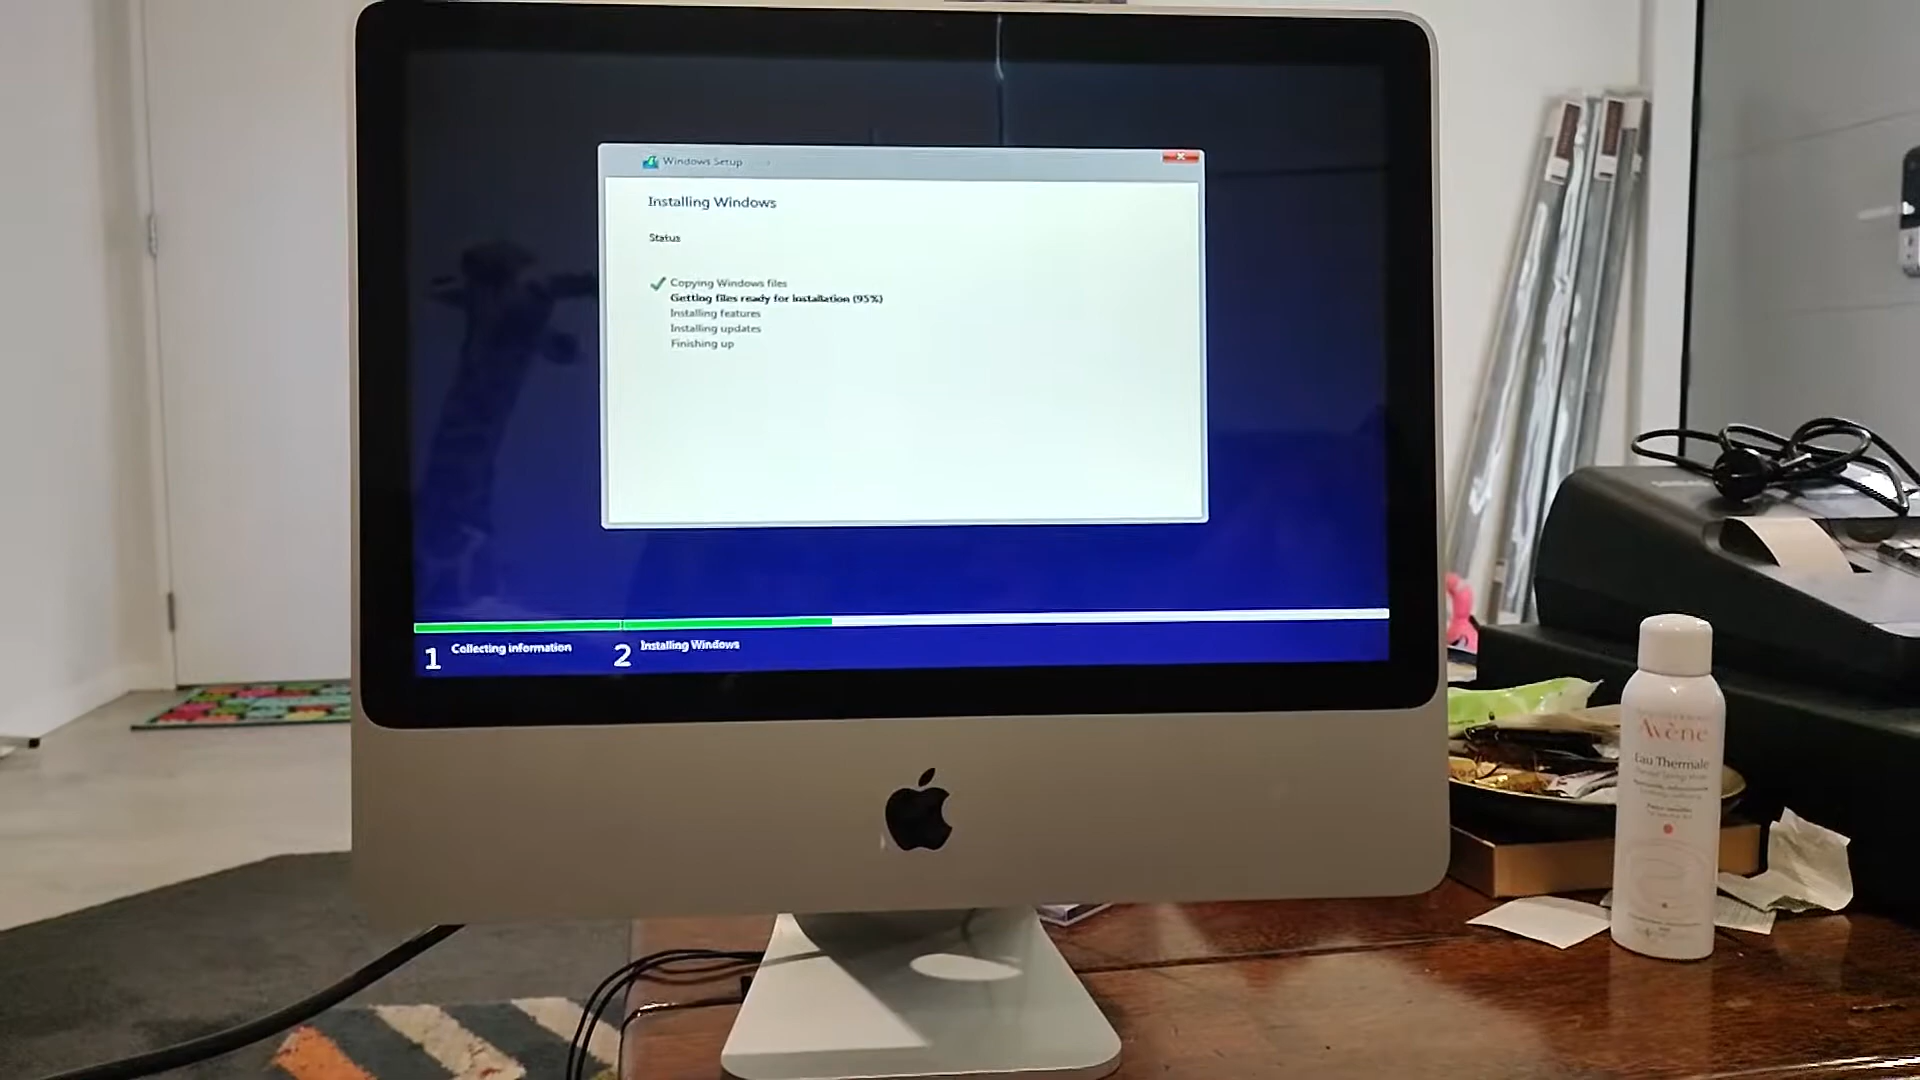 Windows Setup
Installing Windows
Status
Copying Windows files
Getting files ready for installation (95%)
Installing features
Installing updates
Finishing up
1 Collecting information
2 Installing Windows
Avène
Eau Thermale